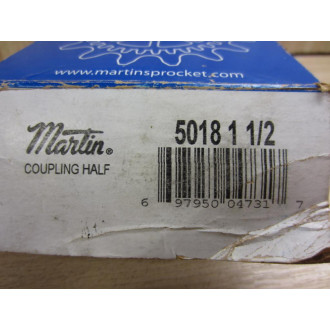 www.martinsprocket.com
Martin®
COUPLING HALF
5018 1 1/2
6 97950 04731 7